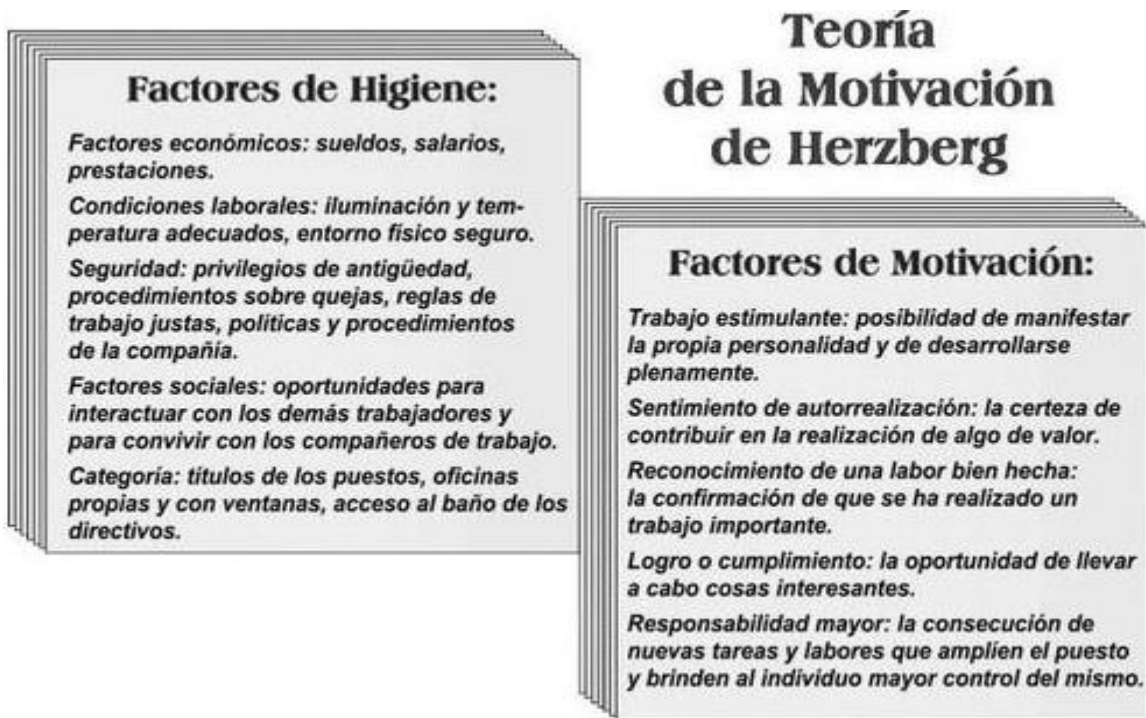 Teoría
de la Motivación
de Herzberg
Factores de Higiene:
Factores económicos: sueldos, salarios,
prestaciones.
Condiciones laborales: iluminación y tem-
peratura adecuados, entorno físico seguro.
Seguridad: privilegios de antigüedad,
procedimientos sobre quejas, reglas de
trabajo justas, politicas y procedimientos
de la compañia.
Factores sociales: oportunidades para
interactuar con los demás trabajadores y
para convivir con los compañeros de trabajo.
Categoria: titulos de los puestos, oficinas
propias y con ventanas, acceso al baño de los
directivos.
Factores de Motivación:
Trabajo estimulante: posibilidad de manifestar
la propia personalidad y de desarrollarse
plenamente.
Sentimiento de autorrealización: la certeza de
contribuir en la realización de algo de valor.
Reconocimiento de una labor bien hecha:
la confirmación de que se ha realizado un
trabajo importante.
Logro o cumplimiento: la oportunidad de llevar
a cabo cosas interesantes.
Responsabilidad mayor: la consecución de
nuevas tareas y labores que amplíen el puesto
y brinden al individuo mayor control del mismo.